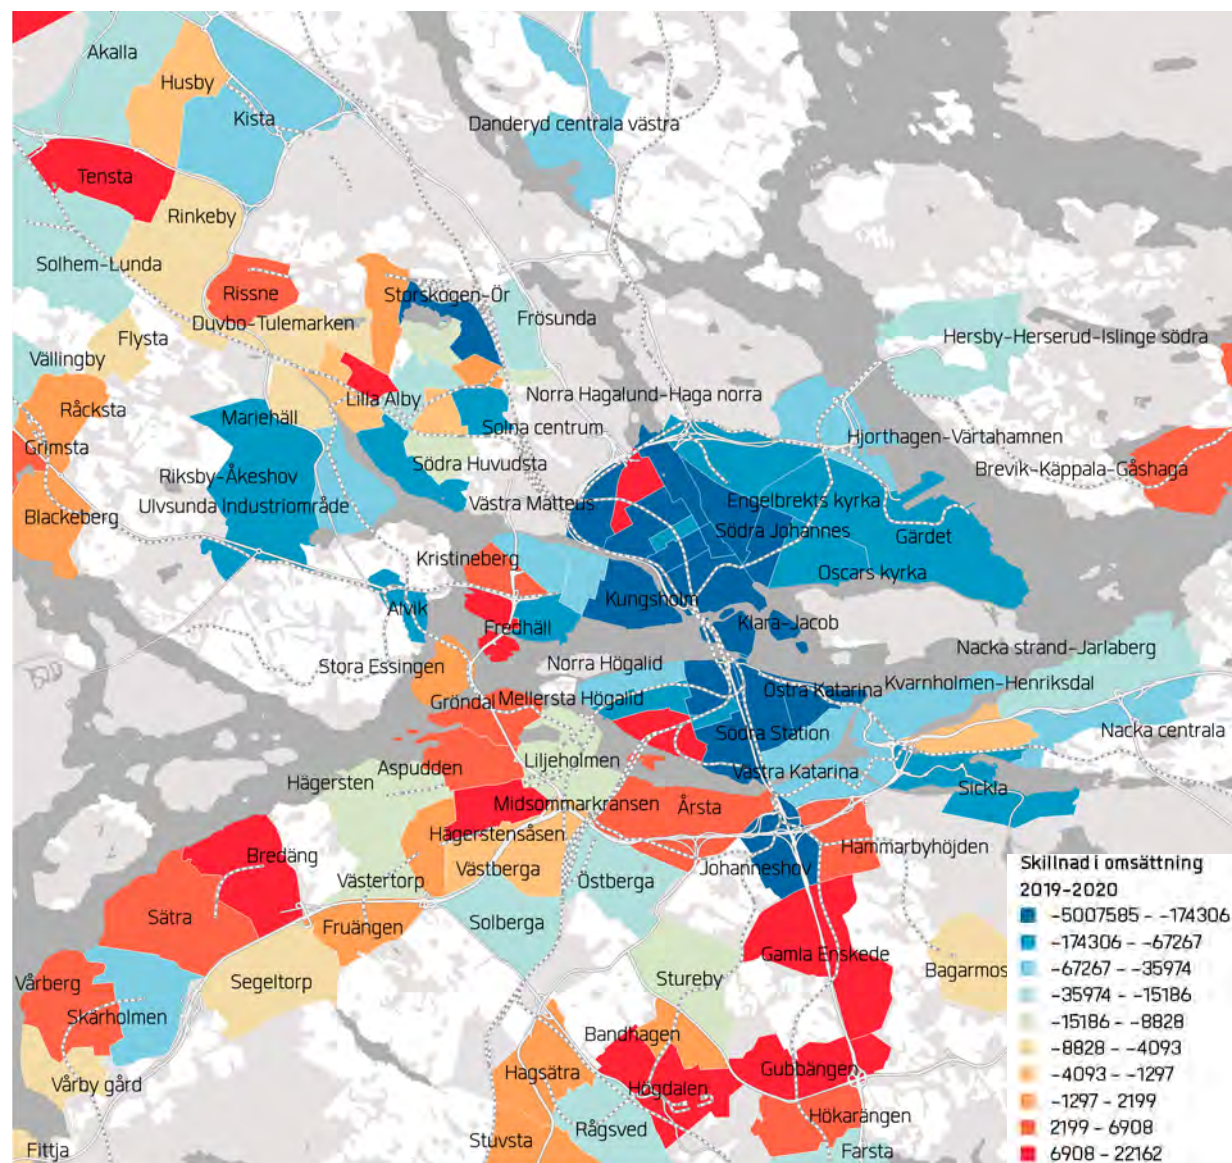 Akalla
Husby
Kista
Danderyd centrala västra
Tensta
Rinkeby
Solhem-Lunda
Rissne
Storskogen-Ör
Frösunda
Duvbo-Tulemarken
Flysta
Hersby-Herserud-Islinge södra
Vällingby
Råcksta
Lilla Alby
Norra Hagalund-Haga norra
Mariehäll
Solna centrum
Grimsta
Hjorthagen-Värtahamnen
Södra Huvudsta
Brevik-Käppala-Gåshaga
Riksby-Åkeshov
Ulvsunda Industriområde
Västra Matteus
Engelbrekts kyrka
Blackeberg
Södra Johannes
Gärdet
Kristineberg
Oscars kyrka
Kungsholm
Alvik
Fredhäll
Klara-Jacob
Stora Essingen
Norra Högalid
Nacka strand-Jarlaberg
Gröndal
Mellersta Högalid
Östra Katarina
Kvarnholmen-Henriksdal
Södra Station
Nacka centrala
Aspudden
Liljeholmen
Hägersten
Västra Katarina
Sickla
Midsommarkransen
Årsta
Hägerstensåsen
Hammarbyhöjden
Bredäng
Västberga
Johanneshov
Västertorp
Östberga
Sätra
Fruängen
Solberga
Gamla Enskede
Vårberg
Segeltorp
Stureby
Bagarmos
Skärholmen
Bandhagen
Vårby gård
Hagsätra
Högdalen
Gubbängen
Hökarängen
Rågsved
Stuvsta
Fittja
Farsta
Skillnad i omsättning
2019-2020
-5007585 - -174306
-174306 - -67267
-67267 - -35974
-35974 - -15186
-15186 - -8828
-8828 - -4093
-4093 - -1297
-1297 - 2199
2199 - 6908
6908 - 22162